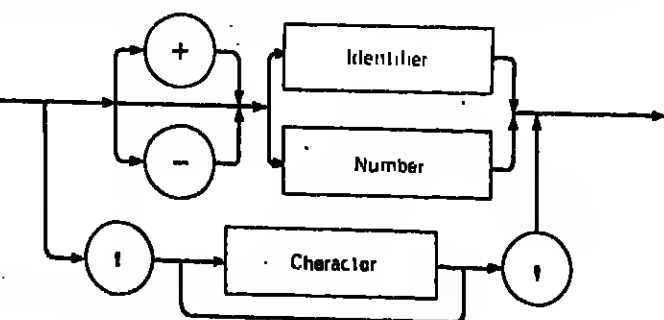 +
Identifier
−
Number
'
Character
'